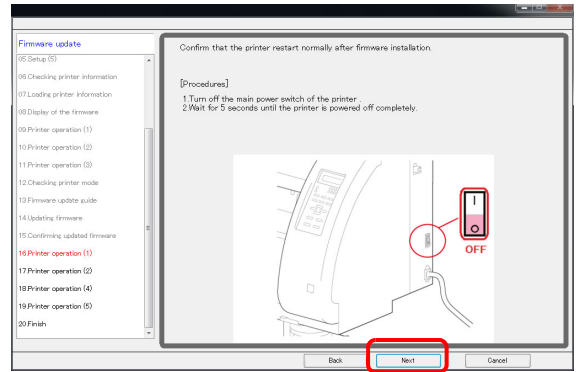 Firmware update
05.Setup (5)
06.Checking printer information
07.Loading printer information
08.Display of the firmware
09.Printer operation (1)
10.Printer operation (2)
11.Printer operation (3)
12.Checking printer mode
13.Firmware update guide
14.Updating firmware
15.Confirming updated firmware
16.Printer operation (1)
17.Printer operation (2)
18.Printer operation (4)
19.Printer operation (5)
20.Finish
Confirm that the printer restart normally after firmware installation.
[Procedures]
1.Turn off the main power switch of the printer .
2.Wait for 5 seconds until the printer is powered off completely.
OFF
Back
Next
Cancel